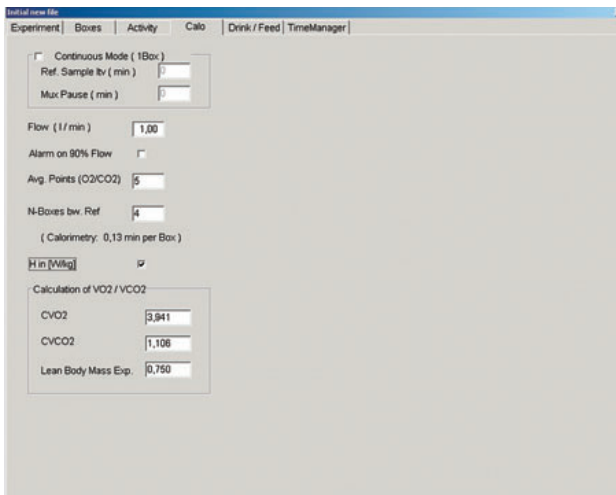 Initial new file
Experiment Boxes Activity Calo Drink / Feed TimeManager
Continuous Mode ( 1Box )
Ref. Sample Itv ( min ) 0
Mux Pause ( min ) 0
Flow ( l / min ) 1,00
Alarm on 90% Flow
Avg. Points (O2/CO2) 5
N-Boxes bw. Ref 4
( Calorimetry: 0,13 min per Box )
H in [W/kg]
Calculation of VO2 / VCO2
CVO2 3,941
CVCO2 1,106
Lean Body Mass Exp. 0,750